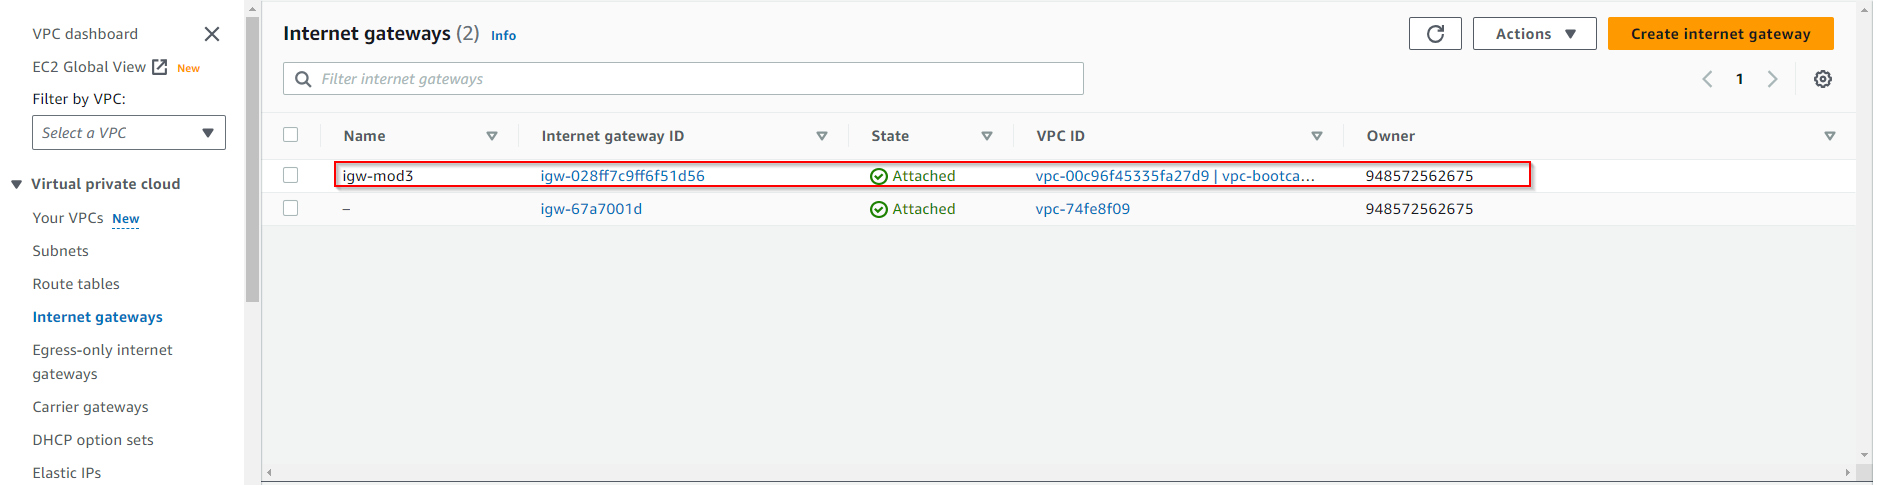 VPC dashboard
EC2 Global View New
Filter by VPC:
Select a VPC
Virtual private cloud
Your VPCs New
Subnets
Route tables
Internet gateways
Egress-only internet
gateways
Carrier gateways
DHCP option sets
Elastic IPs
Internet gateways (2) Info
Actions
Create internet gateway
Filter internet gateways
1
Name Internet gateway ID State VPC ID Owner
igw-mod3 igw-028ff7c9ff6f51d56 Attached vpc-00c96f45335fa27d9 | vpc-bootca... 948572562675
– igw-67a7001d Attached vpc-74fe8f09 948572562675